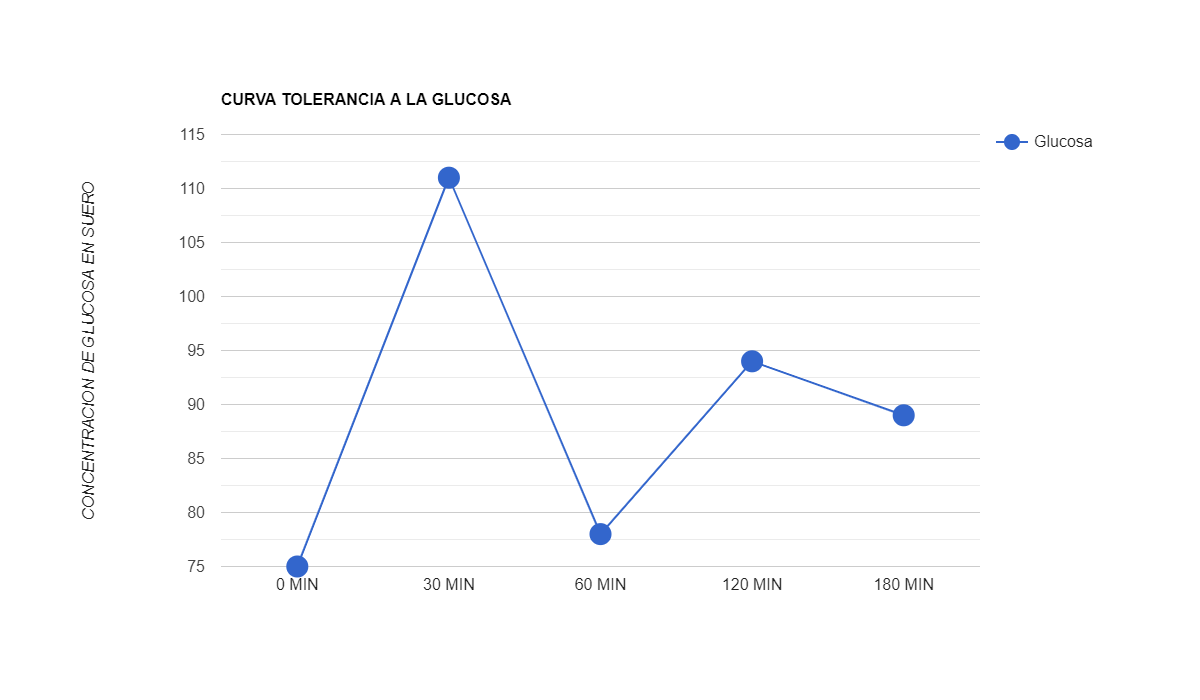 CURVA TOLERANCIA A LA GLUCOSA
Glucosa
CONCENTRACION DE GLUCOSA EN SUERO
115
110
105
100
95
90
85
80
75
0 MIN
30 MIN
60 MIN
120 MIN
180 MIN